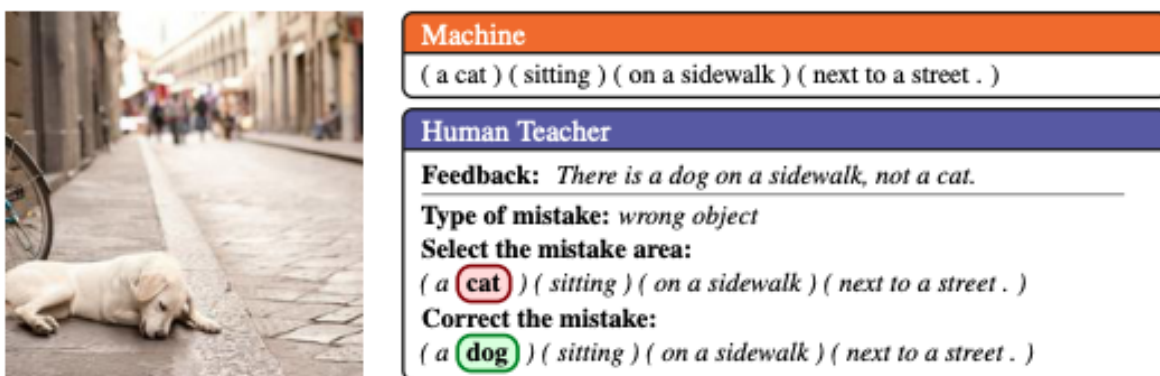 Machine
( a cat ) ( sitting ) ( on a sidewalk ) ( next to a street . )
Human Teacher
Feedback: There is a dog on a sidewalk, not a cat.
Type of mistake: wrong object
Select the mistake area:
( a cat ) ( sitting ) ( on a sidewalk ) ( next to a street . )
Correct the mistake:
( a dog ) ( sitting ) ( on a sidewalk ) ( next to a street . )